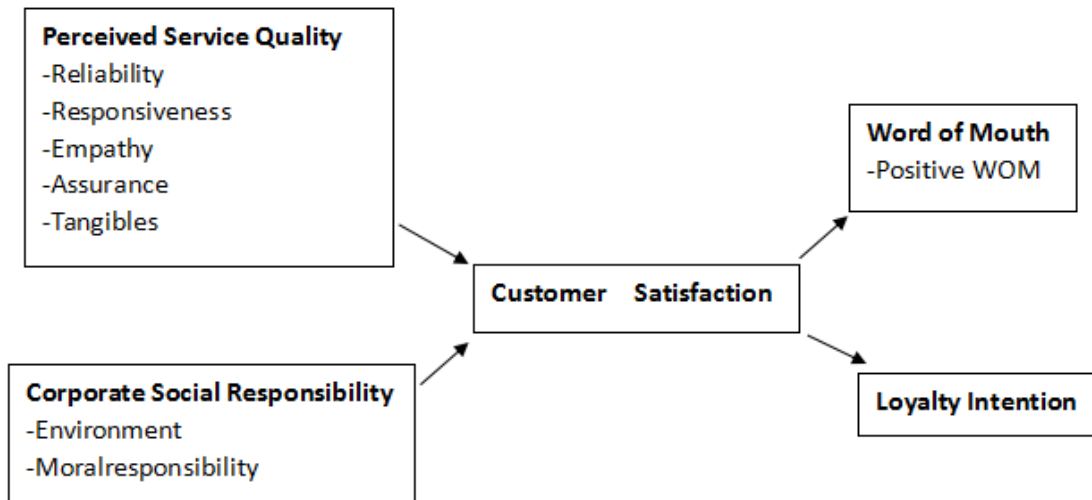 Perceived Service Quality
-Reliability
-Responsiveness
-Empathy
-Assurance
-Tangibles
Word of Mouth
-Positive WOM
Customer Satisfaction
Corporate Social Responsibility
-Environment
-Moralresponsibility
Loyalty Intention